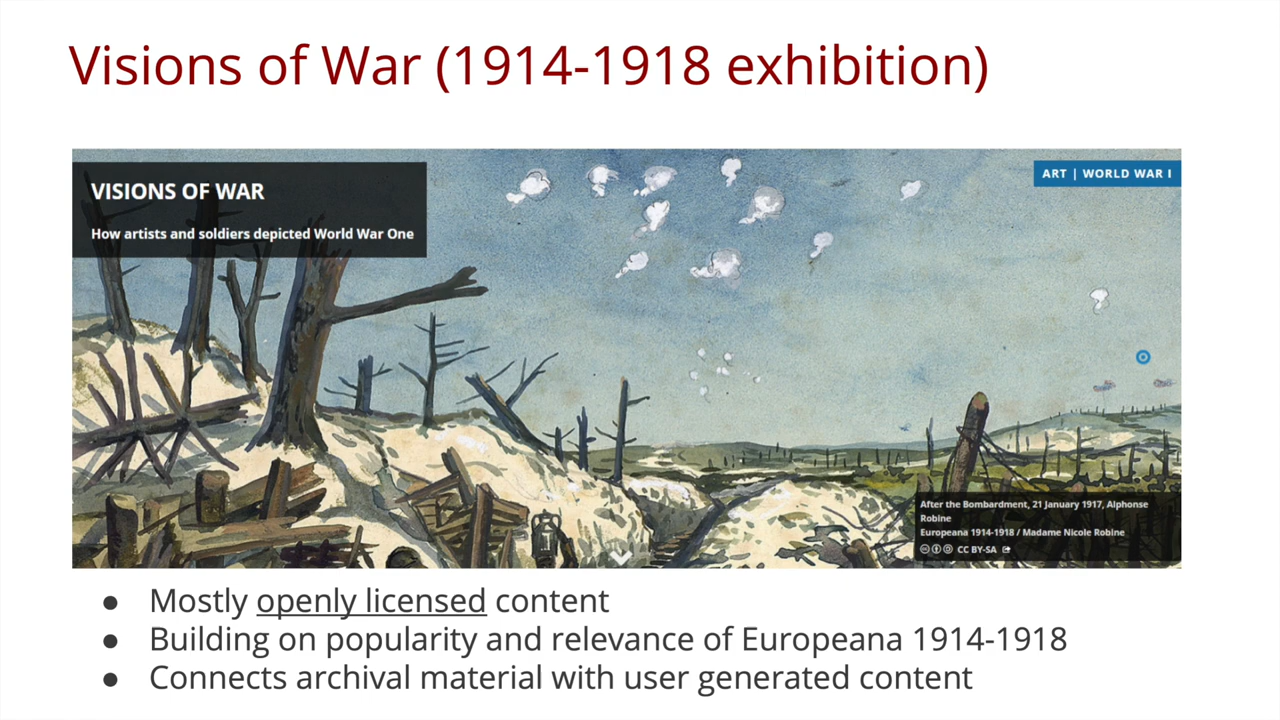 Visions of War (1914-1918 exhibition)
VISIONS OF WAR
How artists and soldiers depicted World War One
ART | WORLD WAR I
After the Bombardment, 21 January 1917, Alphonse
Robine
Europeana 1914-1918 / Madame Nicole Robine
CC BY-SA
● Mostly openly licensed content
● Building on popularity and relevance of Europeana 1914-1918
● Connects archival material with user generated content